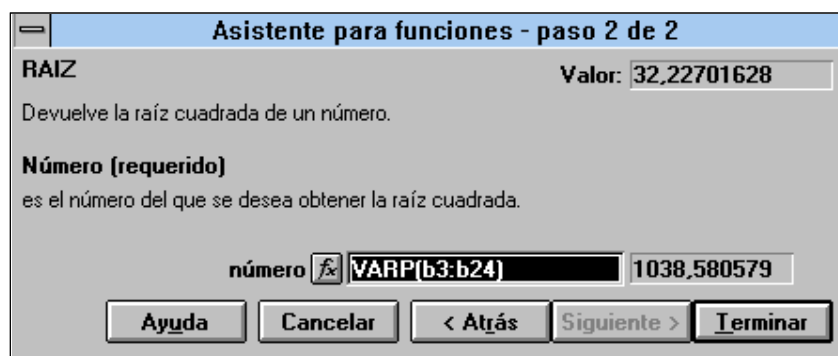 Asistente para funciones - paso 2 de 2
RAIZ Valor: 32,22701628
Devuelve la raíz cuadrada de un número.
Número (requerido)
es el número del que se desea obtener la raíz cuadrada.
número fx VARP(b3:b24) 1038,580579
Ayuda Cancelar < Atrás Siguiente > Terminar